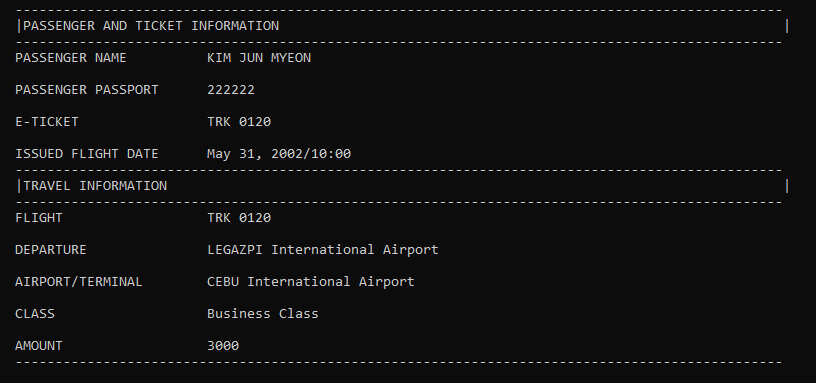 ------------------------------------------------------------------------------------------------
|PASSENGER AND TICKET INFORMATION                                                               |
------------------------------------------------------------------------------------------------
PASSENGER NAME          KIM JUN MYEON
PASSENGER PASSPORT      222222
E-TICKET                TRK 0120
ISSUED FLIGHT DATE      May 31, 2002/10:00
------------------------------------------------------------------------------------------------
|TRAVEL INFORMATION                                                                             |
------------------------------------------------------------------------------------------------
FLIGHT                  TRK 0120
DEPARTURE               LEGAZPI International Airport
AIRPORT/TERMINAL        CEBU International Airport
CLASS                   Business Class
AMOUNT                  3000
------------------------------------------------------------------------------------------------